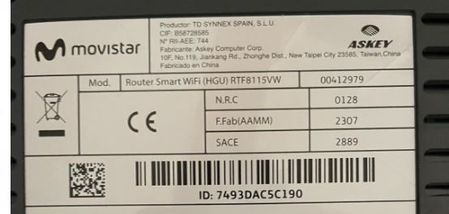 movistar
Productor: TD SYNNEX SPAIN, S.L.U.
CIF: B58728585
Nº RII-AEE: 744
Fabricante: Askey Computer Corp.
10F, No.119, Jiankang Rd., Zhonghe Dist., New Taipei City 23585, Taiwan,China
Fabricado en China
ASKEY
Mod. Router Smart WiFi (HGU) RTF8115VW 00412979
N.R.C 0128
F.Fab(AAMM) 2307
SACE 2889
CE
ID: 7493DAC5C190